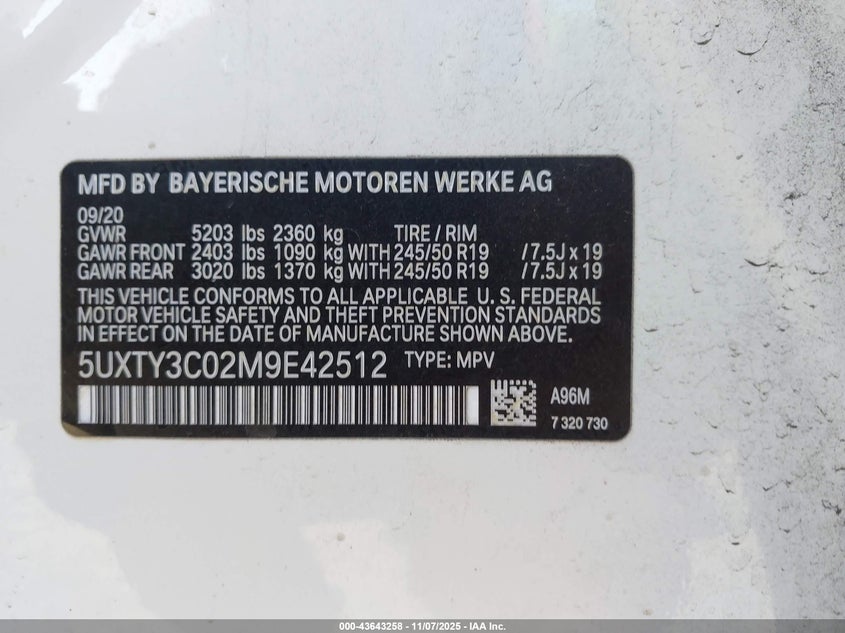 MFD BY BAYERISCHE MOTOREN WERKE AG
09/20
GVWR 5203 lbs 2360 kg TIRE / RIM
GAWR FRONT 2403 lbs 1090 kg WITH 245/50 R19 /7.5J x 19
GAWR REAR 3020 lbs 1370 kg WITH 245/50 R19 /7.5J x 19
THIS VEHICLE CONFORMS TO ALL APPLICABLE U. S. FEDERAL
MOTOR VEHICLE SAFETY AND THEFT PREVENTION STANDARDS
IN EFFECT ON THE DATE OF MANUFACTURE SHOWN ABOVE.
5UXTY3C02M9E42512 TYPE: MPV
A96M
7 320 730
000-43643258 - 11/07/2025 - IAA Inc.